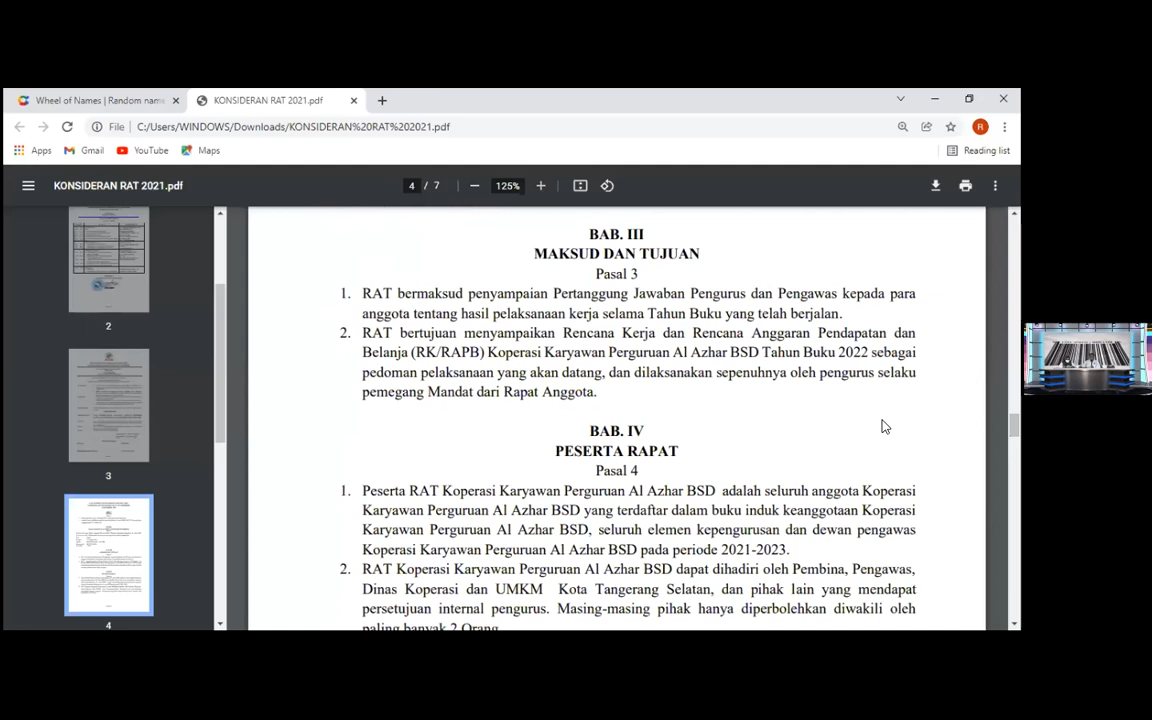 Wheel of Names | Random name
KONSIDERAN RAT 2021.pdf
File
C:/Users/WINDOWS/Downloads/KONSIDERAN%20RAT%202021.pdf
R
Apps
Gmail
YouTube
Maps
Reading list
KONSIDERAN RAT 2021.pdf
4 / 7
125%
2
3
4
BAB. III
MAKSUD DAN TUJUAN
Pasal 3
1. RAT bermaksud penyampaian Pertanggung Jawaban Pengurus dan Pengawas kepada para
anggota tentang hasil pelaksanaan kerja selama Tahun Buku yang telah berjalan.
2. RAT bertujuan menyampaikan Rencana Kerja dan Rencana Anggaran Pendapatan dan
Belanja (RK/RAPB) Koperasi Karyawan Perguruan Al Azhar BSD Tahun Buku 2022 sebagai
pedoman pelaksanaan yang akan datang, dan dilaksanakan sepenuhnya oleh pengurus selaku
pemegang Mandat dari Rapat Anggota.
BAB. IV
PESERTA RAPAT
Pasal 4
1. Peserta RAT Koperasi Karyawan Perguruan Al Azhar BSD adalah seluruh anggota Koperasi
Karyawan Perguruan Al Azhar BSD yang terdaftar dalam buku induk keanggotaan Koperasi
Karyawan Perguruan Al Azhar BSD, seluruh elemen kepengurusan dan dewan pengawas
Koperasi Karyawan Perguruan Al Azhar BSD pada periode 2021-2023.
2. RAT Koperasi Karyawan Perguruan Al Azhar BSD dapat dihadiri oleh Pembina, Pengawas,
Dinas Koperasi dan UMKM Kota Tangerang Selatan, dan pihak lain yang mendapat
persetujuan internal pengurus. Masing-masing pihak hanya diperbolehkan diwakili oleh
paling banyak 2 Orang.